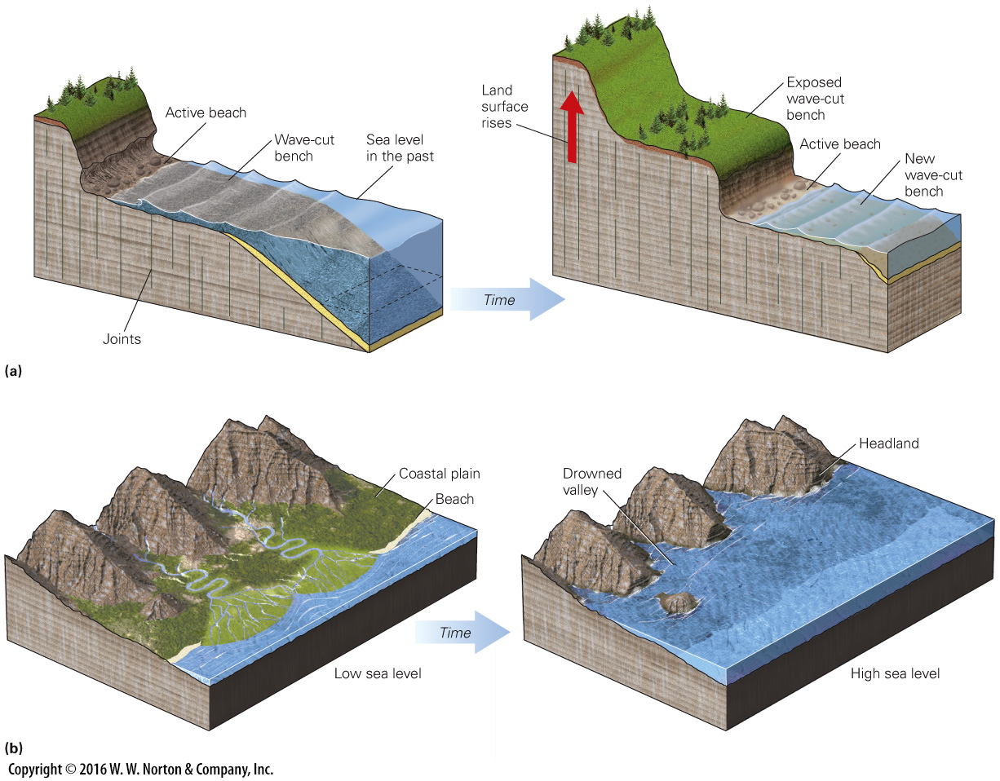 Active beach
Wave-cut
bench
Sea level
in the past
Joints
Time
Land
surface
rises
Exposed
wave-cut
bench
Active beach
New
wave-cut
bench
(a)
Coastal plain
Beach
Low sea level
Time
Drowned
valley
Headland
High sea level
(b)
Copyright © 2016 W. W. Norton & Company, Inc.